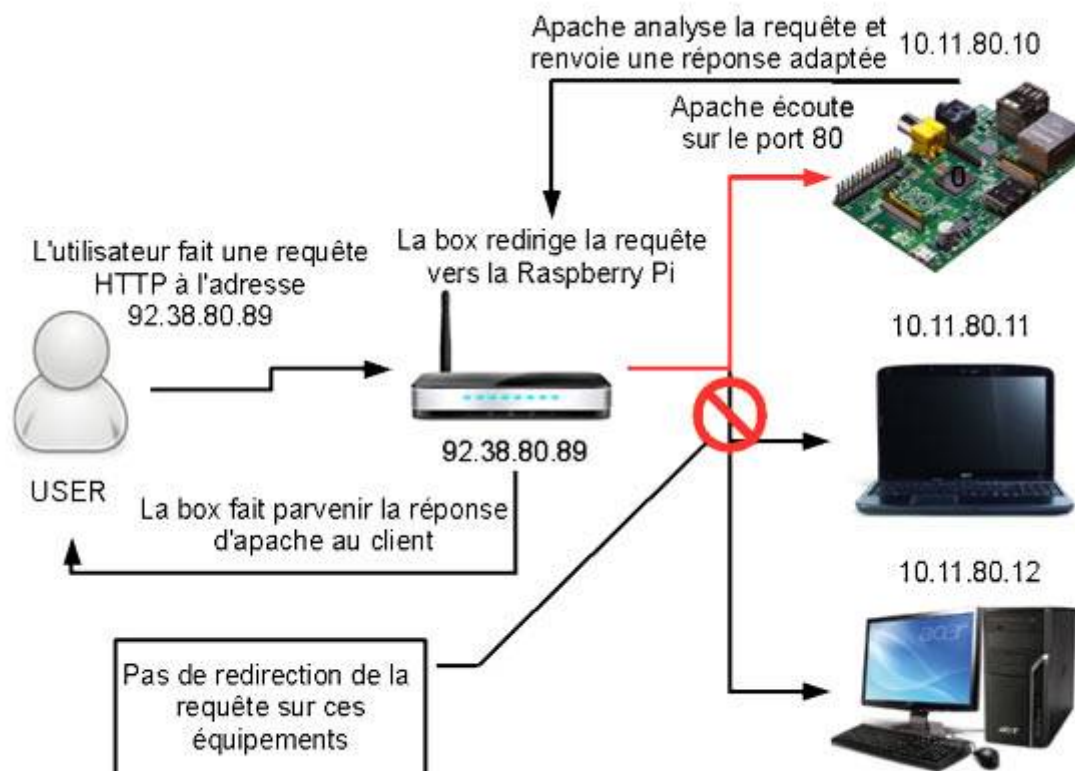 Apache analyse la requête et
renvoie une réponse adaptée
10.11.80.10
Apache écoute
sur le port 80
0
L'utilisateur fait une requête
HTTP à l'adresse
92.38.80.89
La box redirige la requête
vers la Raspberry Pi
10.11.80.11
92.38.80.89
USER
La box fait parvenir la réponse
d'apache au client
10.11.80.12
acer
Pas de redirection de la
requête sur ces
équipements